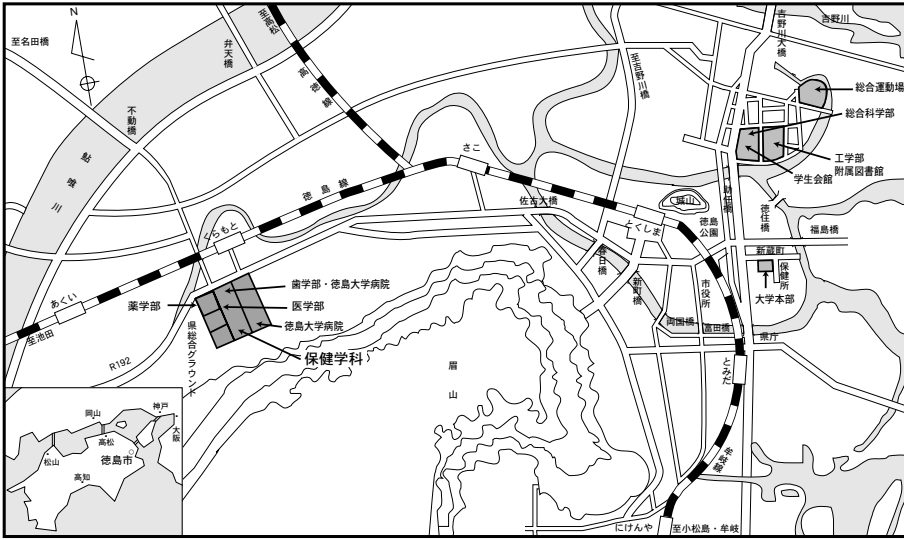 N
至名田橋
弁天橋
至高松
高徳線
不動橋
鮎喰川
至吉野川橋
吉野川大橋
吉野川
総合運動場
総合科学部
工学部
附属図書館
学生会館
さこ
徳島線
くらもと
佐古大橋
とくしま
城山
徳島
公園
助任橋
徳住橋
福島橋
新蔵町
保健所
大学本部
春日橋
新町橋
市役所
両国橋
富田橋
県庁
とみだ
あくい
至池田
薬学部
歯学部・徳島大学病院
医学部
徳島大学病院
保健学科
県総合グラウンド
R192
眉山
牟岐線
にけんや
至小松島・牟岐
岡山
神戸
大阪
高松
松山
徳島市
高知